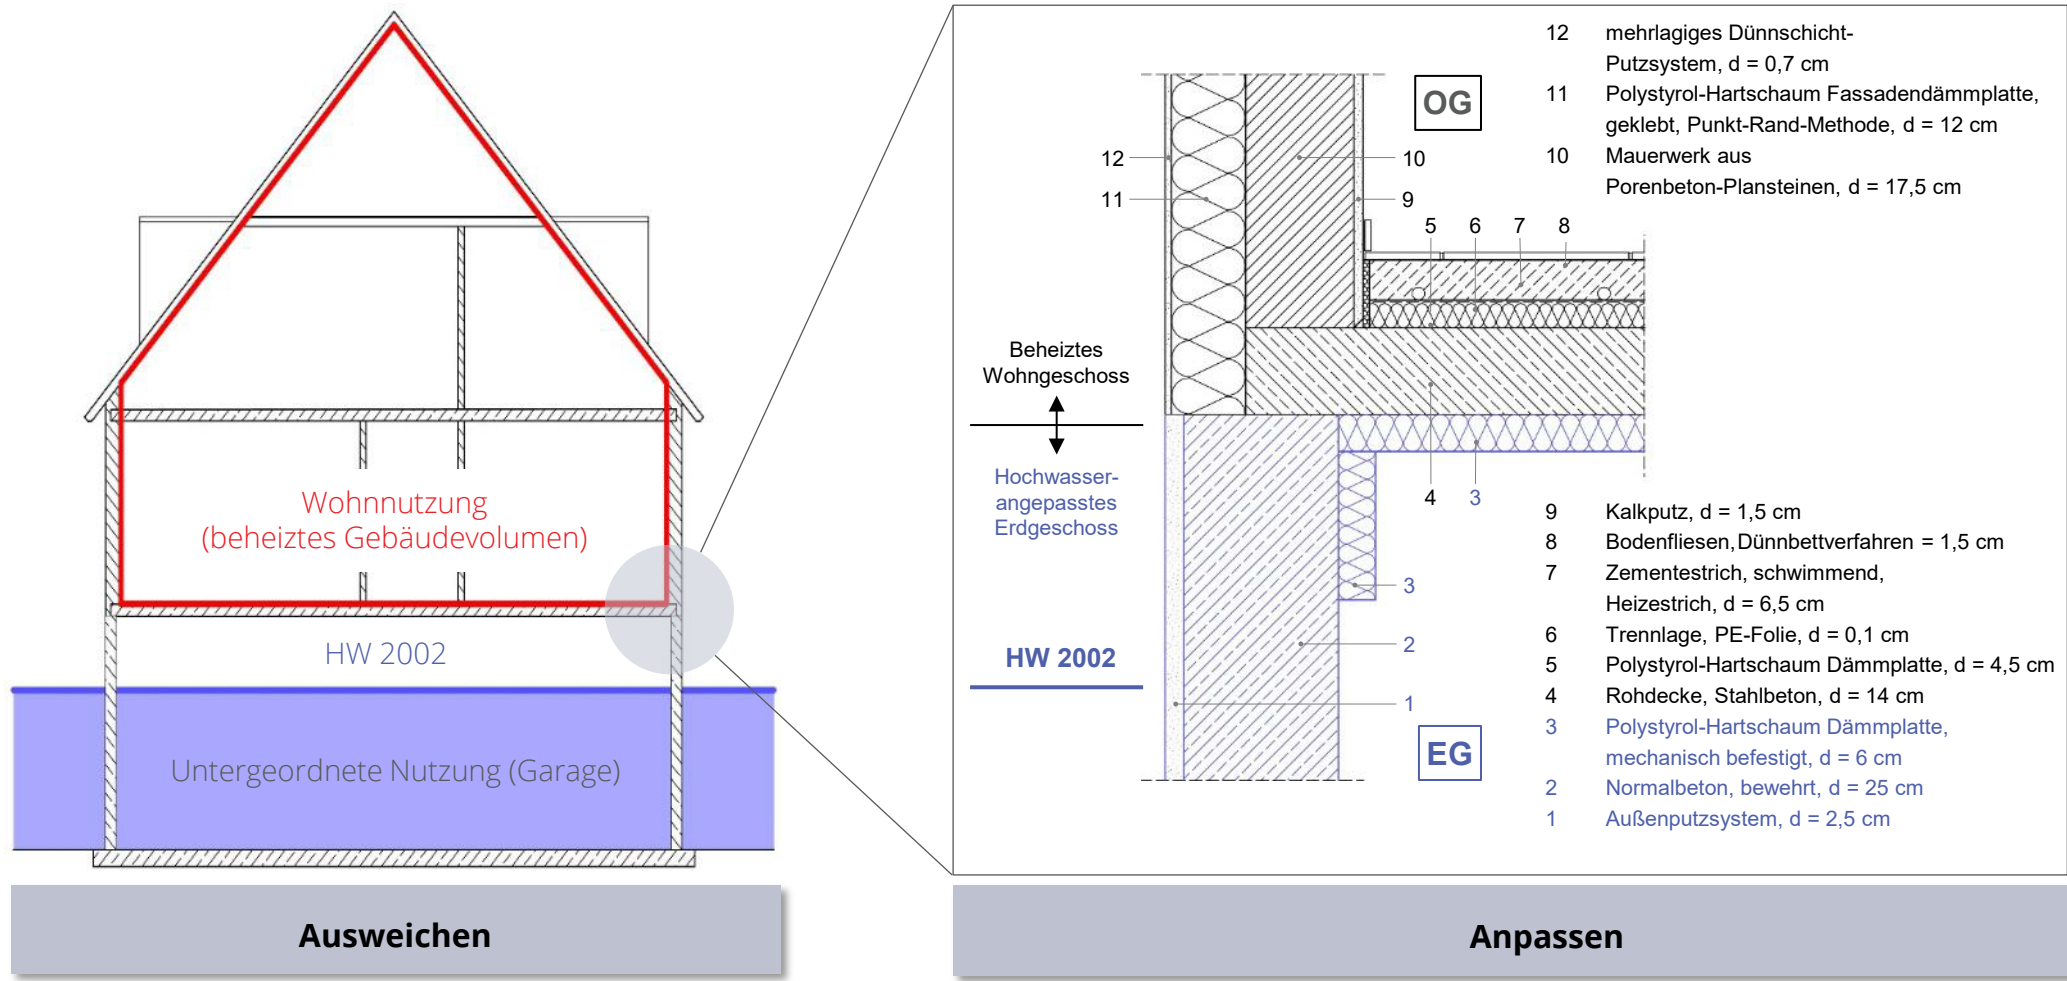 Wohnnutzung
(beheiztes Gebäudevolumen)
HW 2002
Untergeordnete Nutzung (Garage)
Ausweichen
12 mehrlagiges Dünnschicht-
Putzsystem, d = 0,7 cm
11 Polystyrol-Hartschaum Fassadendämmplatte,
geklebt, Punkt-Rand-Methode, d = 12 cm
10 Mauerwerk aus
Porenbeton-Plansteinen, d = 17,5 cm
OG
12
10
11
9
5 6 7 8
Beheiztes
Wohngeschoss
Hochwasser-
angepasstes
Erdgeschoss
4 3
3
2
HW 2002
1
EG
9 Kalkputz, d = 1,5 cm
8 Bodenfliesen,Dünnbettverfahren = 1,5 cm
7 Zementestrich, schwimmend,
Heizestrich, d = 6,5 cm
6 Trennlage, PE-Folie, d = 0,1 cm
5 Polystyrol-Hartschaum Dämmplatte, d = 4,5 cm
4 Rohdecke, Stahlbeton, d = 14 cm
3 Polystyrol-Hartschaum Dämmplatte,
mechanisch befestigt, d = 6 cm
2 Normalbeton, bewehrt, d = 25 cm
1 Außenputzsystem, d = 2,5 cm
Anpassen